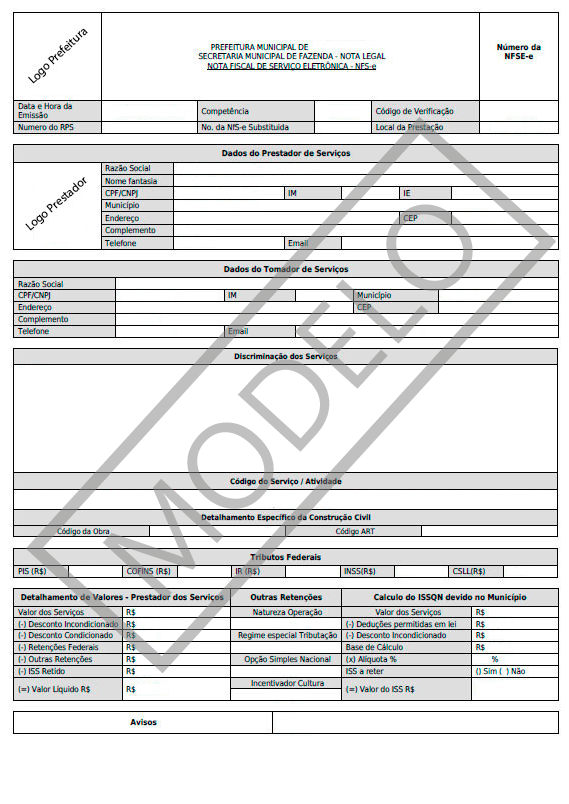 Logo Prefeitura
PREFEITURA MUNICIPAL DE
SECRETARIA MUNICIPAL DE FAZENDA - NOTA LEGAL
NOTA FISCAL DE SERVIÇO ELETRÔNICA - NFS-e
Número da
NFSE-e
Data e Hora da
Emissão
Competência
Código de Verificação
Numero do RPS
No. da NfS-e Substituida
Local da Prestação
Dados do Prestador de Serviços
Logo Prestador
Razão Social
Nome fantasia
CPF/CNPJ IM IE
Município
Endereço CEP
Complemento
Telefone Email
Dados do Tomador de Serviços
Razão Social
CPF/CNPJ IM Município
Endereço CEP
Complemento
Telefone Email
Discriminação dos Serviços
Código do Serviço / Atividade
Detalhamento Específico da Construção Civil
Código da Obra Código ART
Tributos Federais
PIS (R$) COFINS (R$) IR (R$) INSS(R$) CSLL(R$)
Detalhamento de Valores - Prestador dos Serviços Outras Retenções Calculo do ISSQN devido no Município
Valor dos Serviços R$ Natureza Operação Valor dos Serviços R$
(-) Desconto Incondicionado R$ (-) Deduções permitidas em lei R$
(-) Desconto Condicionado R$ Regime especial Tributação (-) Desconto Incondicionado R$
(-) Retenções Federais R$ Base de Cálculo R$
(-) Outras Retenções R$ Opção Simples Nacional (x) Alíquota % %
(-) ISS Retido R$ ISS a reter () Sim ( ) Não
(=) Valor Líquido R$ R$ Incentivador Cultura (=) Valor do ISS R$
Avisos
MODELO